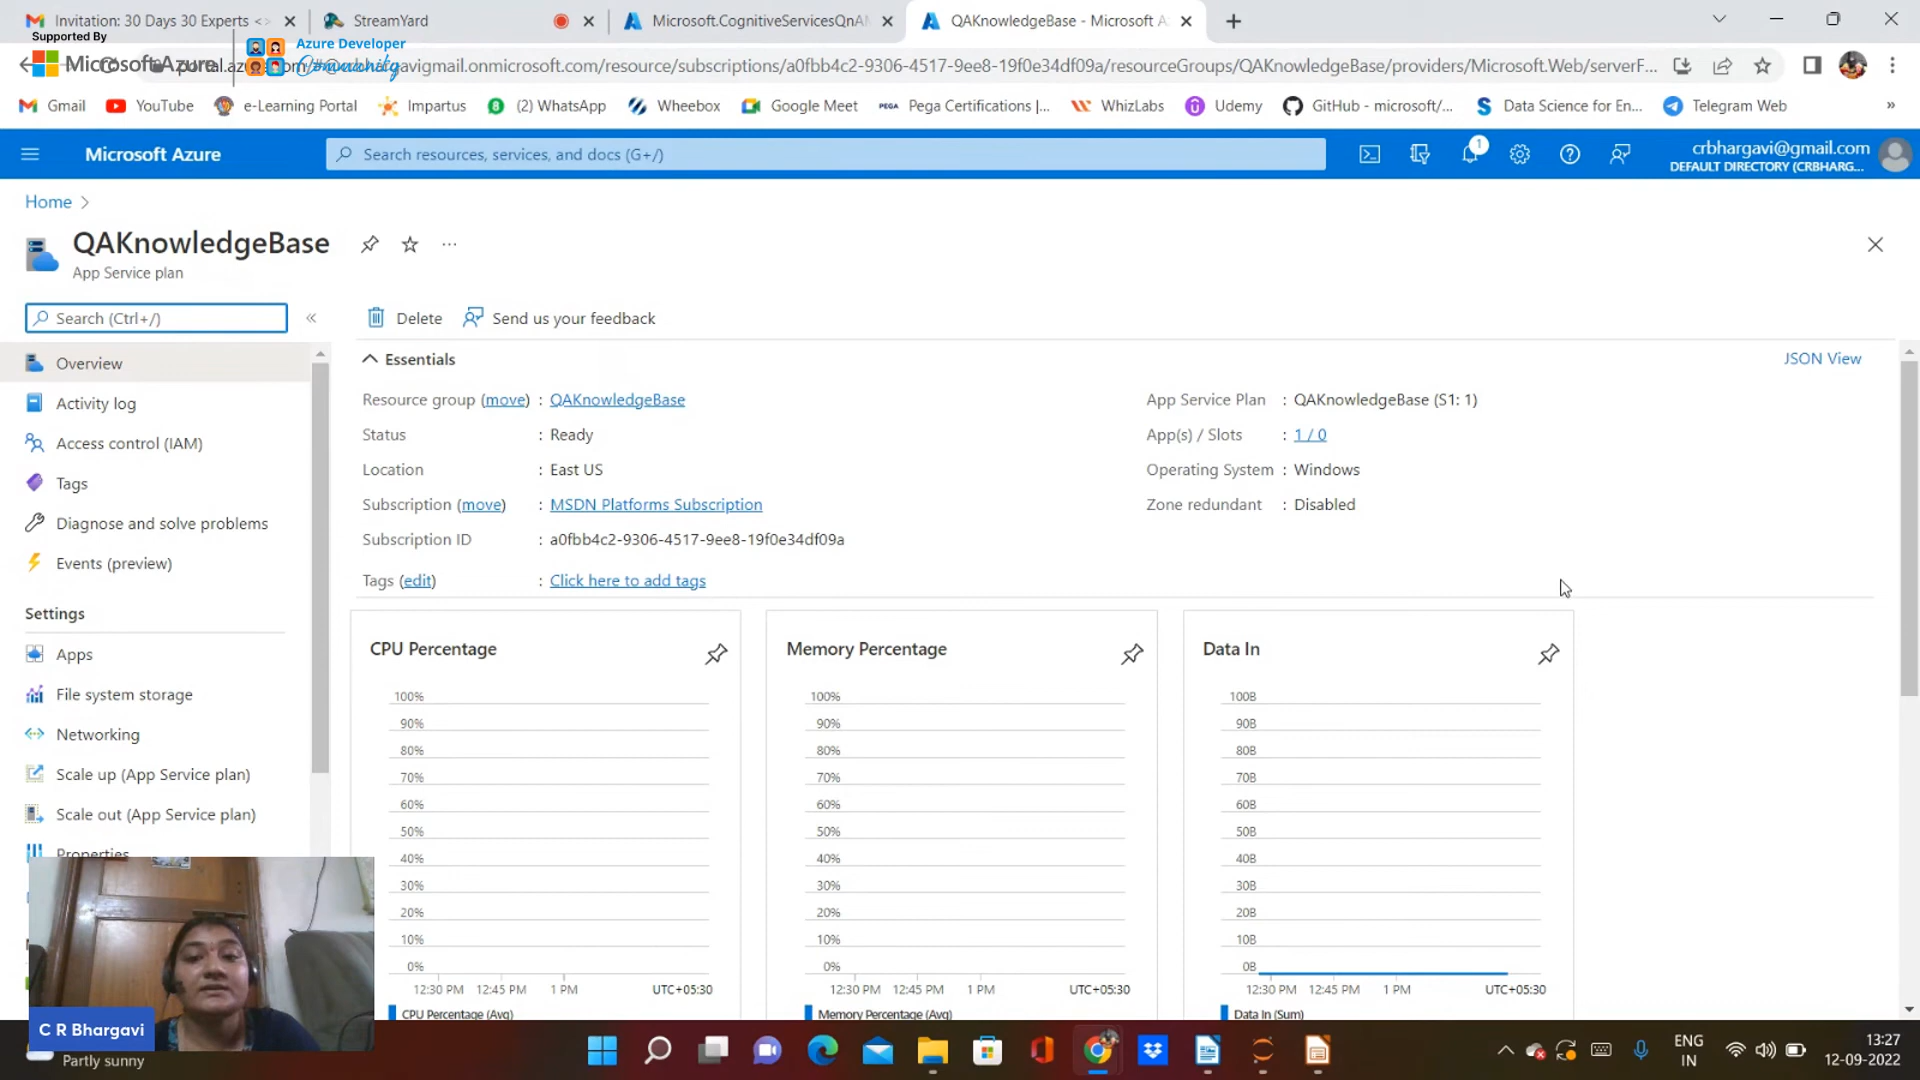 Invitation: 30 Days 30 Experts <>
StreamYard
Microsoft.CognitiveServicesQnAM
QAKnowledgeBase - Microsoft A
Supported By
Microsoft Azure
Azure Developer
Community
bhargavigmail.onmicrosoft.com/resource/subscriptions/a0fbb4c2-9306-4517-9ee8-19f0e34df09a/resourceGroups/QAKnowledgeBase/providers/Microsoft.Web/serverF...
Gmail
YouTube
e-Learning Portal
Impartus
(2) WhatsApp
Wheebox
Google Meet
PEGA Pega Certifications |...
WhizLabs
Udemy
GitHub - microsoft/...
Data Science for En...
Telegram Web
»
Microsoft Azure
Search resources, services, and docs (G+/)
1
crbhargavi@gmail.com
DEFAULT DIRECTORY (CRBHARG...
Home >
QAKnowledgeBase
...
App Service plan
Search (Ctrl+/)
«
Delete
Send us your feedback
Overview
Activity log
Access control (IAM)
Tags
Diagnose and solve problems
Events (preview)
Settings
Apps
File system storage
Networking
Scale up (App Service plan)
Scale out (App Service plan)
Properties
Essentials
JSON View
Resource group (move) : QAKnowledgeBase
Status : Ready
Location : East US
Subscription (move) : MSDN Platforms Subscription
Subscription ID : a0fbb4c2-9306-4517-9ee8-19f0e34df09a
Tags (edit) : Click here to add tags
App Service Plan : QAKnowledgeBase (S1: 1)
App(s) / Slots : 1 / 0
Operating System : Windows
Zone redundant : Disabled
CPU Percentage
100%
90%
80%
70%
60%
50%
40%
30%
20%
10%
0%
12:30 PM 12:45 PM 1 PM UTC+05:30
CPU Percentage (Avg)
Memory Percentage
100%
90%
80%
70%
60%
50%
40%
30%
20%
10%
0%
12:30 PM 12:45 PM 1 PM UTC+05:30
Memory Percentage (Avg)
Data In
100B
90B
80B
70B
60B
50B
40B
30B
20B
10B
0B
12:30 PM 12:45 PM 1 PM UTC+05:30
Data In (Sum)
C R Bhargavi
Partly sunny
ENG
IN
13:27
12-09-2022